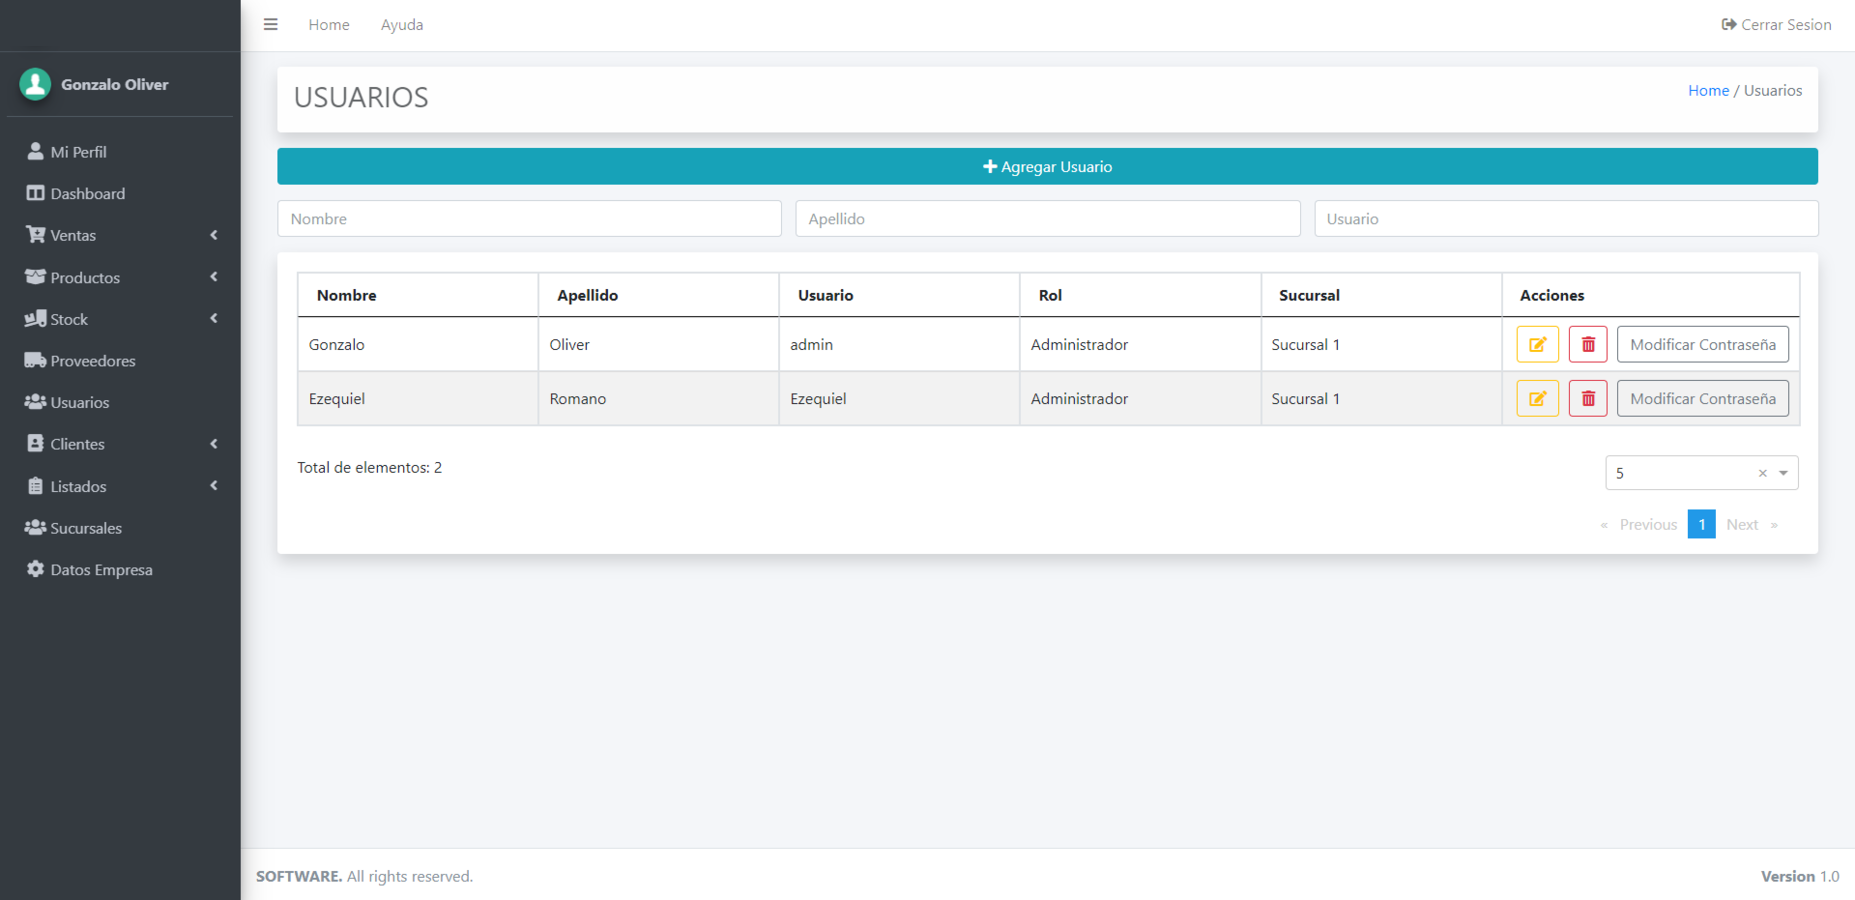 Home Ayuda Cerrar Sesion
Gonzalo Oliver
Mi Perfil
Dashboard
Ventas
Productos
Stock
Proveedores
Usuarios
Clientes
Listados
Sucursales
Datos Empresa
USUARIOS
Home / Usuarios
Agregar Usuario
Nombre Apellido Usuario
Nombre Apellido Usuario Rol Sucursal Acciones
Gonzalo Oliver admin Administrador Sucursal 1 Modificar Contraseña
Ezequiel Romano Ezequiel Administrador Sucursal 1 Modificar Contraseña
Total de elementos: 2
5 ×
« Previous 1 Next »
SOFTWARE. All rights reserved.
Version 1.0